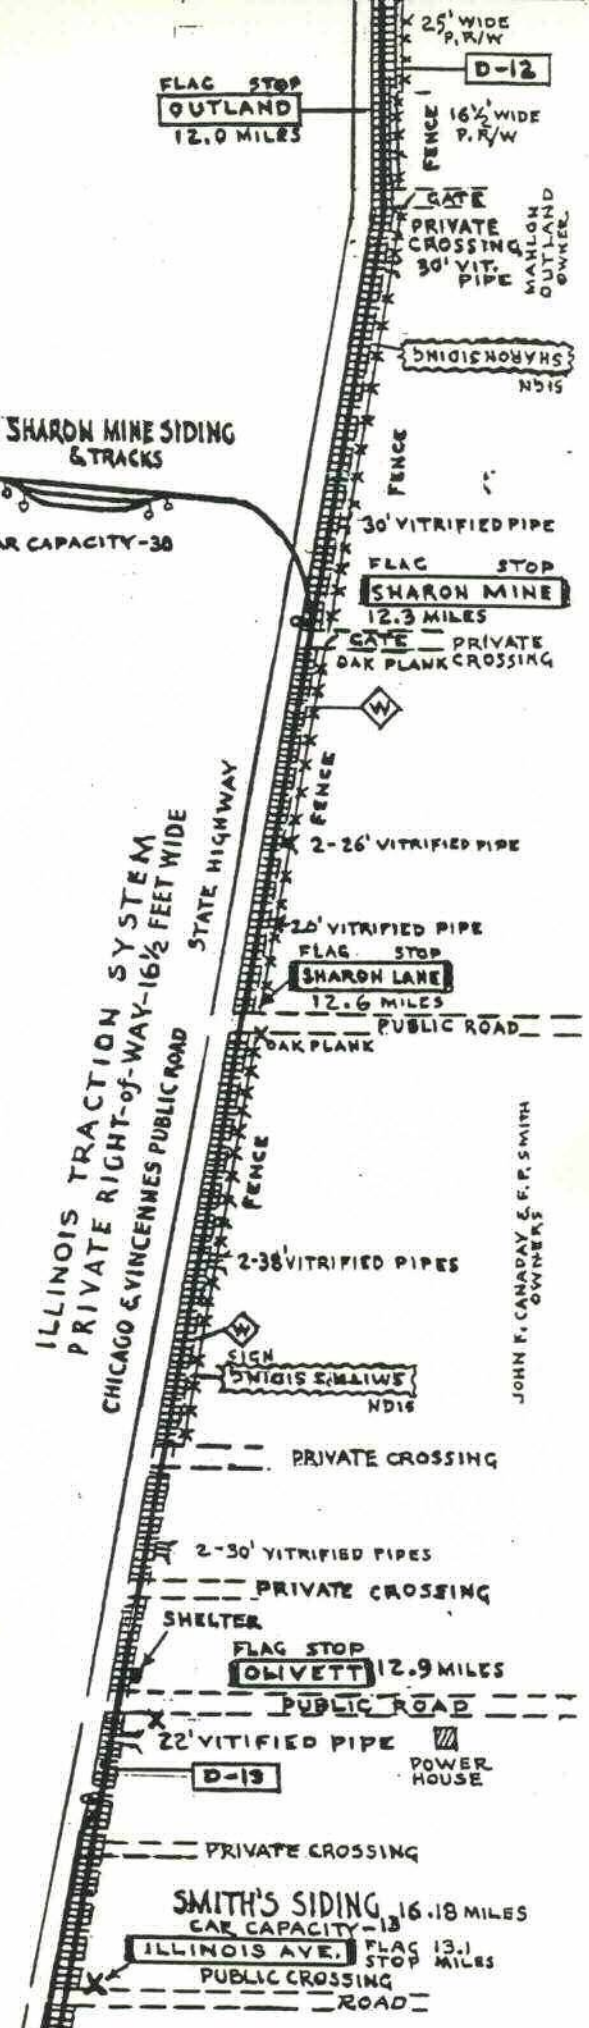 25' WIDE
P. R/W
D-12
FLAG STOP
OUTLAND
12.0 MILES
FENCE
16½' WIDE
P. R/W
GATE
PRIVATE
CROSSING
30' VIT.
PIPE
MAHLON
OUTLAND
OWNER
SHARON SIDING
SIGN
SHARON MINE SIDING
& TRACKS
AR CAPACITY-30
FENCE
30' VITRIFIED PIPE
FLAG STOP
SHARON MINE
12.3 MILES
GATE PRIVATE
OAK PLANK CROSSING
W
FENCE
2-26' VITRIFIED PIPE
20' VITRIFIED PIPE
FLAG STOP
SHARON LANE
12.6 MILES
PUBLIC ROAD
OAK PLANK
STATE HIGHWAY
ILLINOIS TRACTION SYSTEM
PRIVATE RIGHT-of-WAY-16½ FEET WIDE
CHICAGO & VINCENNES PUBLIC ROAD
FENCE
JOHN F. CANADAY & F. P. SMITH
OWNERS
2-38' VITRIFIED PIPES
W
SIGN
SMITH'S SIDING
SIGN
PRIVATE CROSSING
2-30' VITRIFIED PIPES
PRIVATE CROSSING
SHELTER
FLAG STOP
OLIVETT 12.9 MILES
PUBLIC ROAD
22' VITIFIED PIPE
POWER
HOUSE
D-13
PRIVATE CROSSING
SMITH'S SIDING 16.18 MILES
CAR CAPACITY-13
ILLINOIS AVE. FLAG 13.1
STOP MILES
PUBLIC CROSSING
ROAD